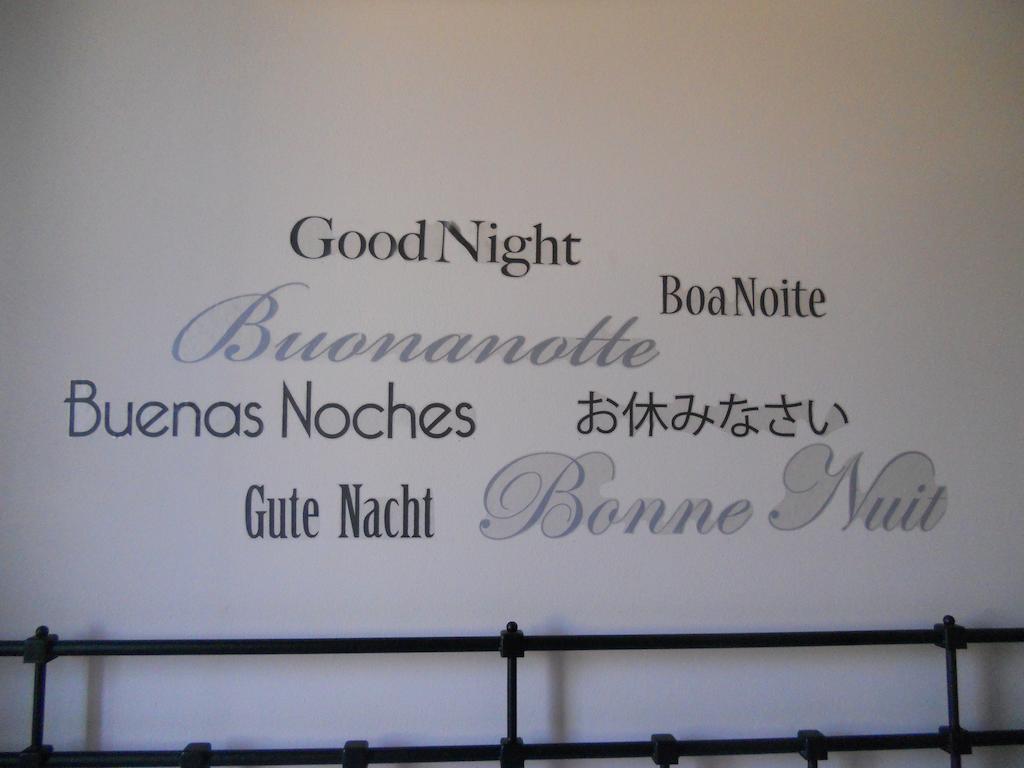 Good Night
Boa Noite
Buonanotte
Buenas Noches
お休みなさい
Gute Nacht
Bonne Nuit